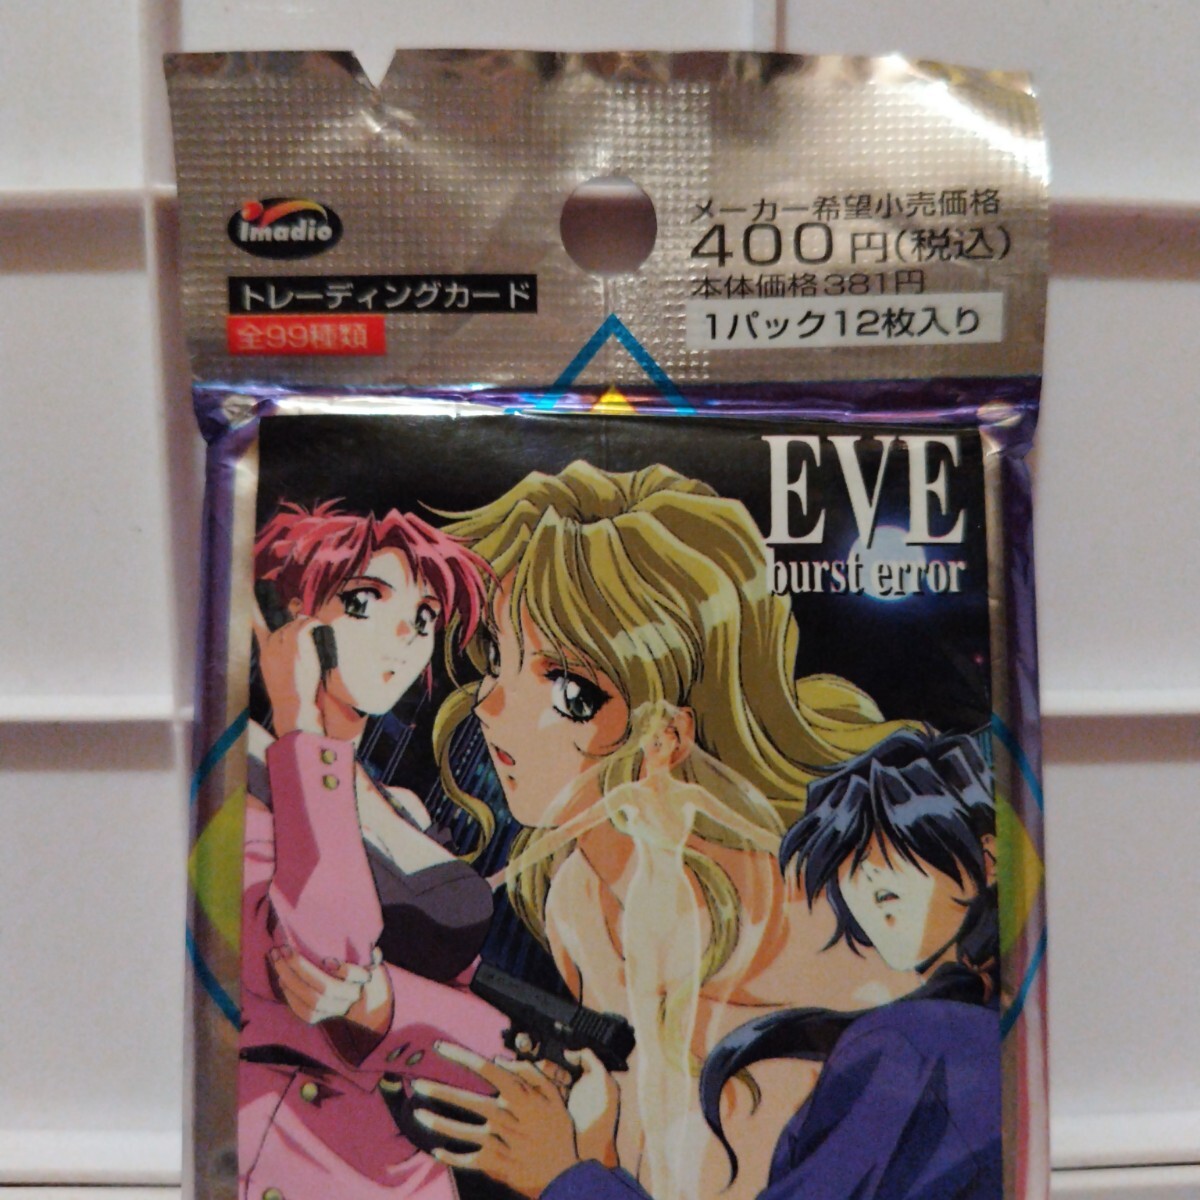 Imadio
トレーディングカード
全99種類
メーカー希望小売価格
400円(税込)
本体価格381円
1パック12枚入り
EVE
burst error